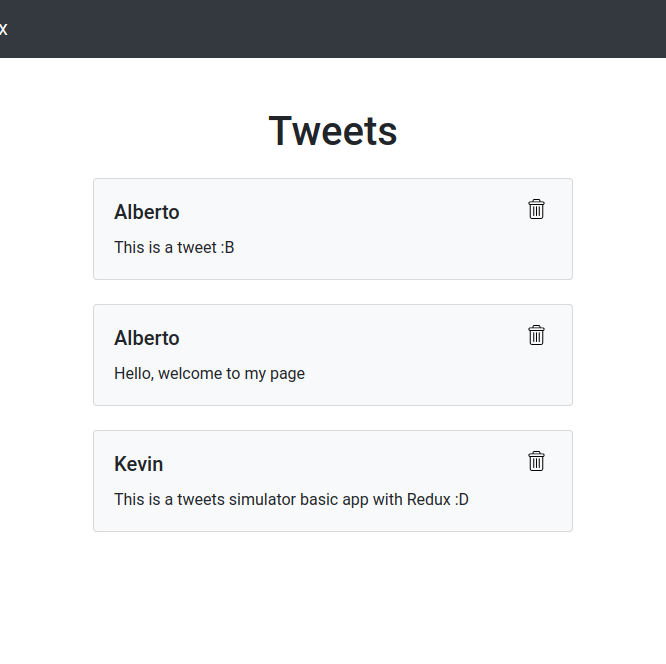 x
Tweets
Alberto
This is a tweet :B
Alberto
Hello, welcome to my page
Kevin
This is a tweets simulator basic app with Redux :D